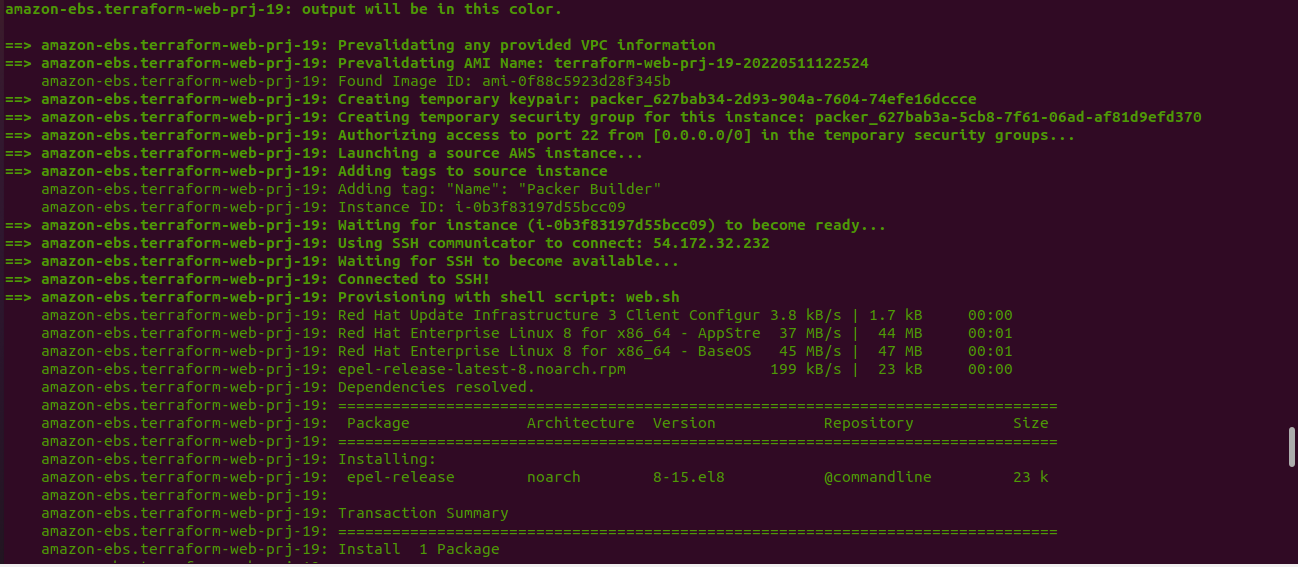 amazon-ebs.terraform-web-prj-19: output will be in this color.
==> amazon-ebs.terraform-web-prj-19: Prevalidating any provided VPC information
==> amazon-ebs.terraform-web-prj-19: Prevalidating AMI Name: terraform-web-prj-19-20220511122524
amazon-ebs.terraform-web-prj-19: Found Image ID: ami-0f88c5923d28f345b
==> amazon-ebs.terraform-web-prj-19: Creating temporary keypair: packer_627bab34-2d93-904a-7604-74efe16dccce
==> amazon-ebs.terraform-web-prj-19: Creating temporary security group for this instance: packer_627bab3a-5cb8-7f61-06ad-af81d9efd370
==> amazon-ebs.terraform-web-prj-19: Authorizing access to port 22 from [0.0.0.0/0] in the temporary security groups...
==> amazon-ebs.terraform-web-prj-19: Launching a source AWS instance...
==> amazon-ebs.terraform-web-prj-19: Adding tags to source instance
amazon-ebs.terraform-web-prj-19: Adding tag: "Name": "Packer Builder"
amazon-ebs.terraform-web-prj-19: Instance ID: i-0b3f83197d55bcc09
==> amazon-ebs.terraform-web-prj-19: Waiting for instance (i-0b3f83197d55bcc09) to become ready...
==> amazon-ebs.terraform-web-prj-19: Using SSH communicator to connect: 54.172.32.232
==> amazon-ebs.terraform-web-prj-19: Waiting for SSH to become available...
==> amazon-ebs.terraform-web-prj-19: Connected to SSH!
==> amazon-ebs.terraform-web-prj-19: Provisioning with shell script: web.sh
amazon-ebs.terraform-web-prj-19: Red Hat Update Infrastructure 3 Client Configur 3.8 kB/s | 1.7 kB 00:00
amazon-ebs.terraform-web-prj-19: Red Hat Enterprise Linux 8 for x86_64 - AppStre 37 MB/s | 44 MB 00:01
amazon-ebs.terraform-web-prj-19: Red Hat Enterprise Linux 8 for x86_64 - BaseOS 45 MB/s | 47 MB 00:01
amazon-ebs.terraform-web-prj-19: epel-release-latest-8.noarch.rpm 199 kB/s | 23 kB 00:00
amazon-ebs.terraform-web-prj-19: Dependencies resolved.
amazon-ebs.terraform-web-prj-19: ================================================================================
amazon-ebs.terraform-web-prj-19: Package Architecture Version Repository Size
amazon-ebs.terraform-web-prj-19: ================================================================================
amazon-ebs.terraform-web-prj-19: Installing:
amazon-ebs.terraform-web-prj-19: epel-release noarch 8-15.el8 @commandline 23 k
amazon-ebs.terraform-web-prj-19:
amazon-ebs.terraform-web-prj-19: Transaction Summary
amazon-ebs.terraform-web-prj-19: ================================================================================
amazon-ebs.terraform-web-prj-19: Install 1 Package